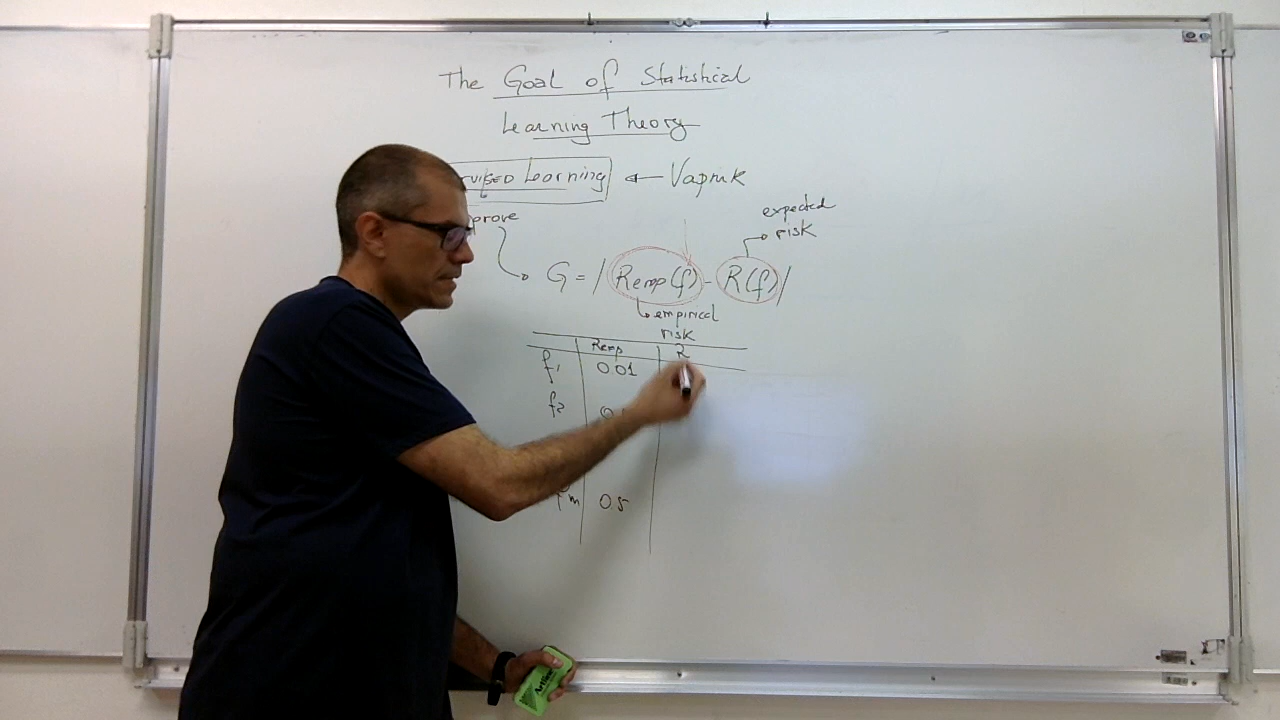 The Goal of Statistical
Learning Theory
Learning ← Vapnik
prove
expected
risk
G = | Remp(f) - R(f) |
empirical
risk
Remp R
f1 0.01
f2
fm 0.5